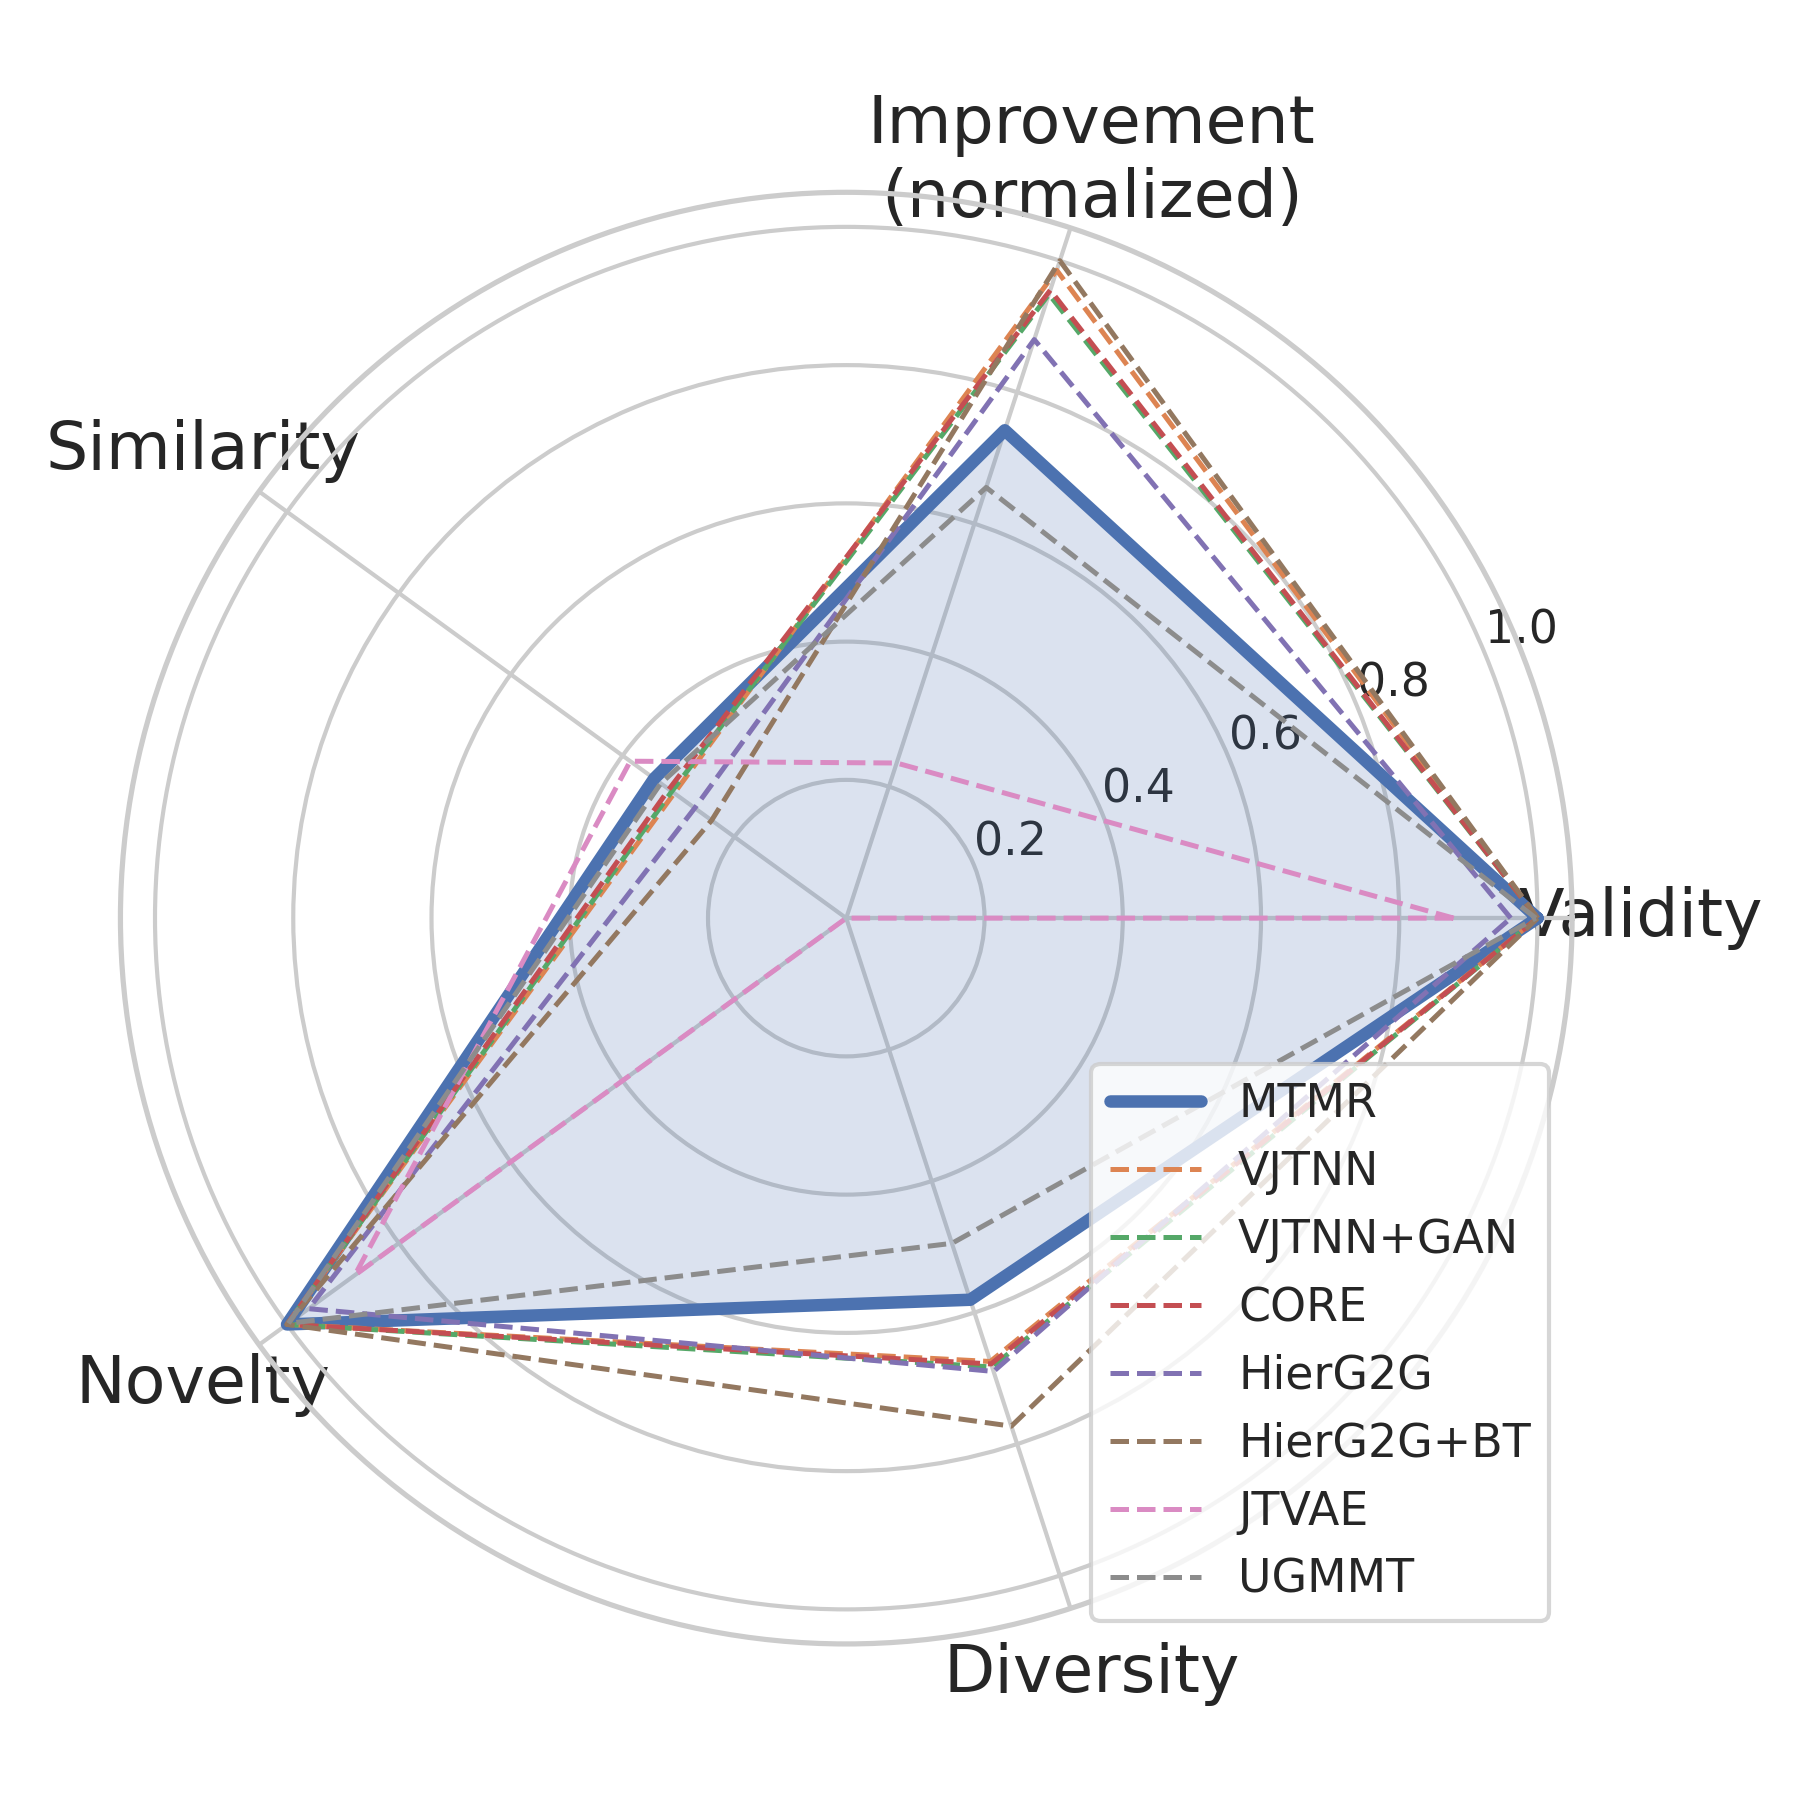 Improvement
(normalized)
Similarity
1.0
0.8
0.6
0.4
0.2
Validity
Novelty
Diversity
MTMR
VJTNN
VJTNN+GAN
CORE
HierG2G
HierG2G+BT
JTVAE
UGMMT